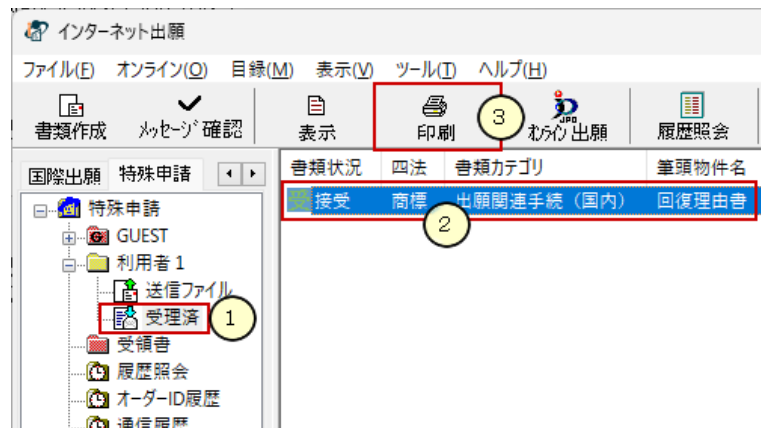 インターネット出願
ファイル(F) オンライン(O) 目録(M) 表示(V) ツール(T) ヘルプ(H)
書類作成 メッセージ確認 表示 印刷 3 オンライン出願 履歴照会
国際出願 特殊申請
書類状況 四法 書類カテゴリ 筆頭物件名
受 接受 商標 出願関連手続（国内） 回復理由書
2
特殊申請
GUEST
利用者1
送信ファイル
受理済 1
受領書
履歴照会
オーダーID履歴
通信履歴